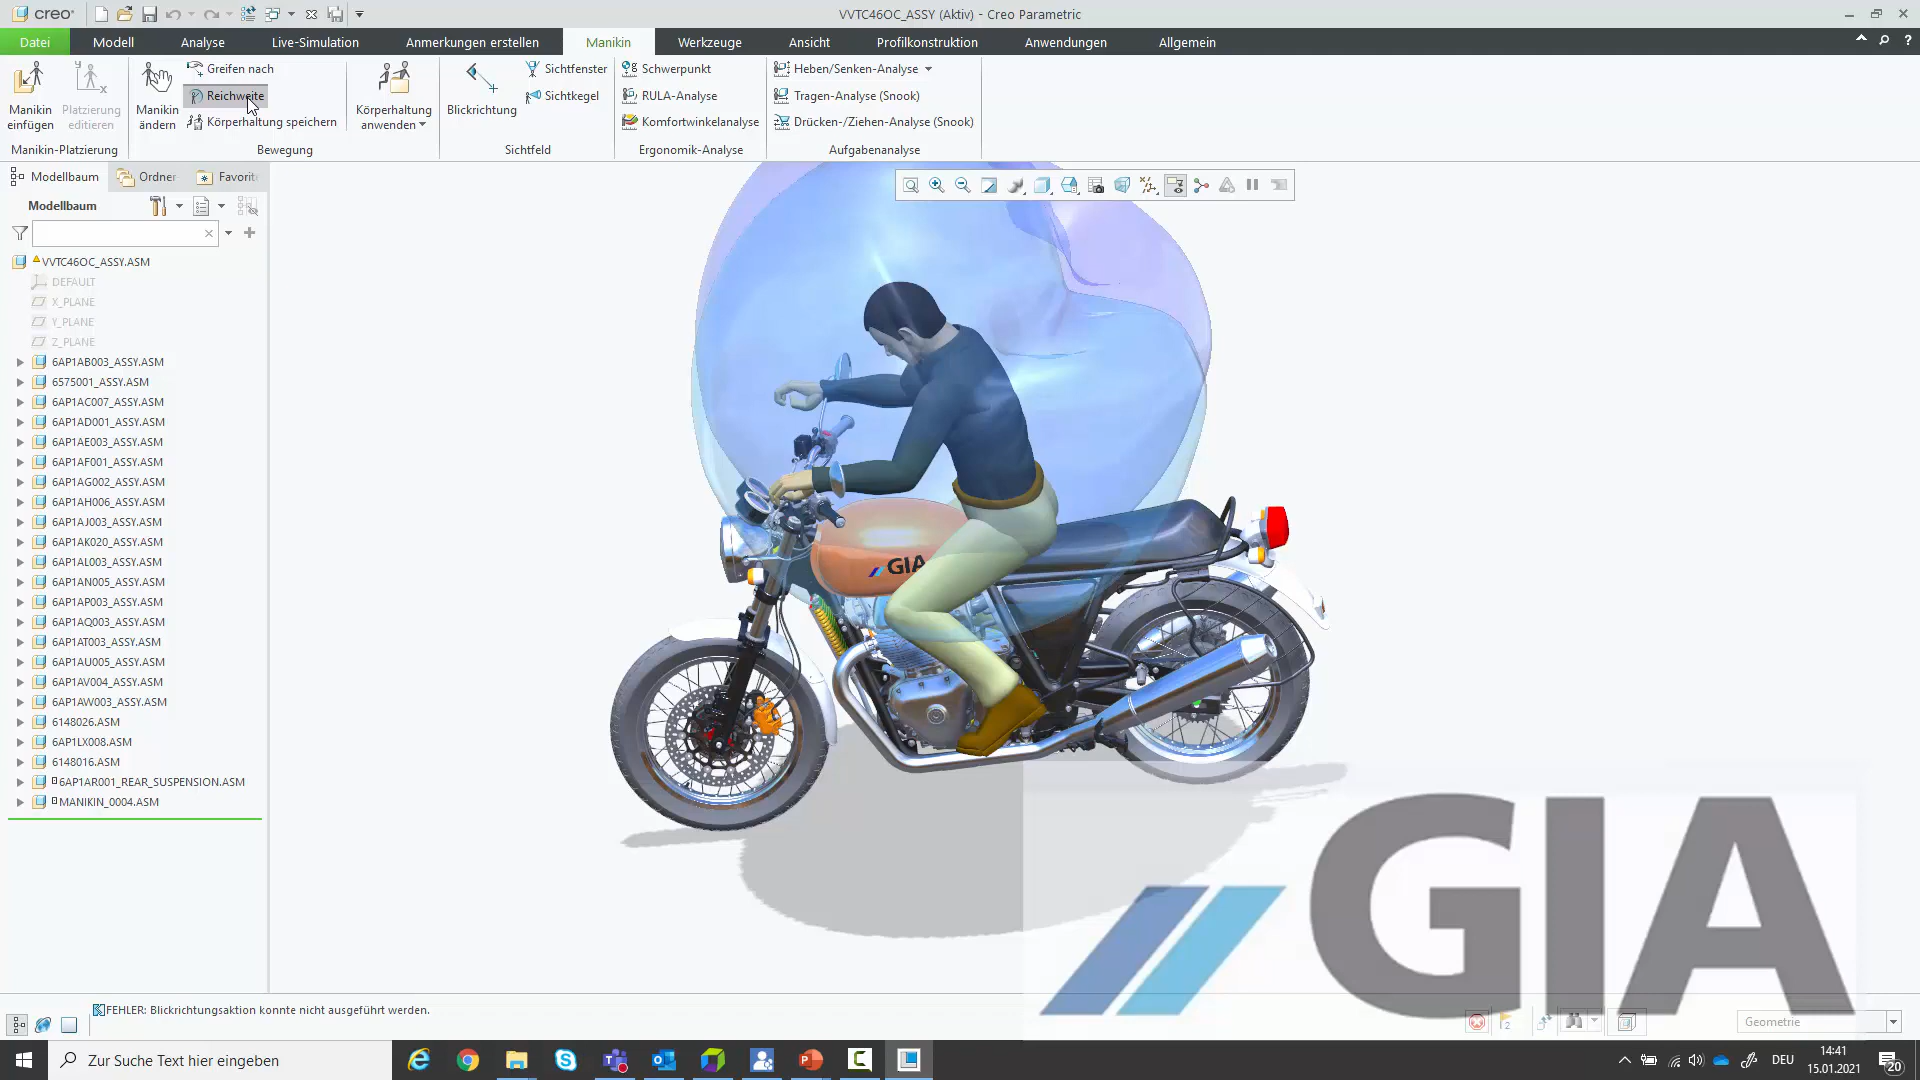 creo
VVTC46OC_ASSY (Aktiv) - Creo Parametric
Datei
Modell
Analyse
Live-Simulation
Anmerkungen erstellen
Manikin
Werkzeuge
Ansicht
Profilkonstruktion
Anwendungen
Allgemein
Manikin einfügen
Platzierung editieren
Manikin-Platzierung
Manikin ändern
Greifen nach
Reichweite
Körperhaltung speichern
Körperhaltung anwenden
Bewegung
Blickrichtung
Sichtfenster
Sichtkegel
Sichtfeld
Schwerpunkt
RULA-Analyse
Komfortwinkelanalyse
Ergonomik-Analyse
Heben/Senken-Analyse
Tragen-Analyse (Snook)
Drücken-/Ziehen-Analyse (Snook)
Aufgabenanalyse
Modellbaum
Ordner
Favorit
Modellbaum
VVTC46OC_ASSY.ASM
DEFAULT
X_PLANE
Y_PLANE
Z_PLANE
6AP1AB003_ASSY.ASM
6575001_ASSY.ASM
6AP1AC007_ASSY.ASM
6AP1AD001_ASSY.ASM
6AP1AE003_ASSY.ASM
6AP1AF001_ASSY.ASM
6AP1AG002_ASSY.ASM
6AP1AH006_ASSY.ASM
6AP1AJ003_ASSY.ASM
6AP1AK020_ASSY.ASM
6AP1AL003_ASSY.ASM
6AP1AN005_ASSY.ASM
6AP1AP003_ASSY.ASM
6AP1AQ003_ASSY.ASM
6AP1AT003_ASSY.ASM
6AP1AU005_ASSY.ASM
6AP1AV004_ASSY.ASM
6AP1AW003_ASSY.ASM
6148026.ASM
6AP1LX008.ASM
6148016.ASM
6AP1AR001_REAR_SUSPENSION.ASM
MANIKIN_0004.ASM
GIA
GIA
FEHLER: Blickrichtungsaktion konnte nicht ausgeführt werden.
2
Geometrie
Zur Suche Text hier eingeben
DEU
14:41
15.01.2021
20